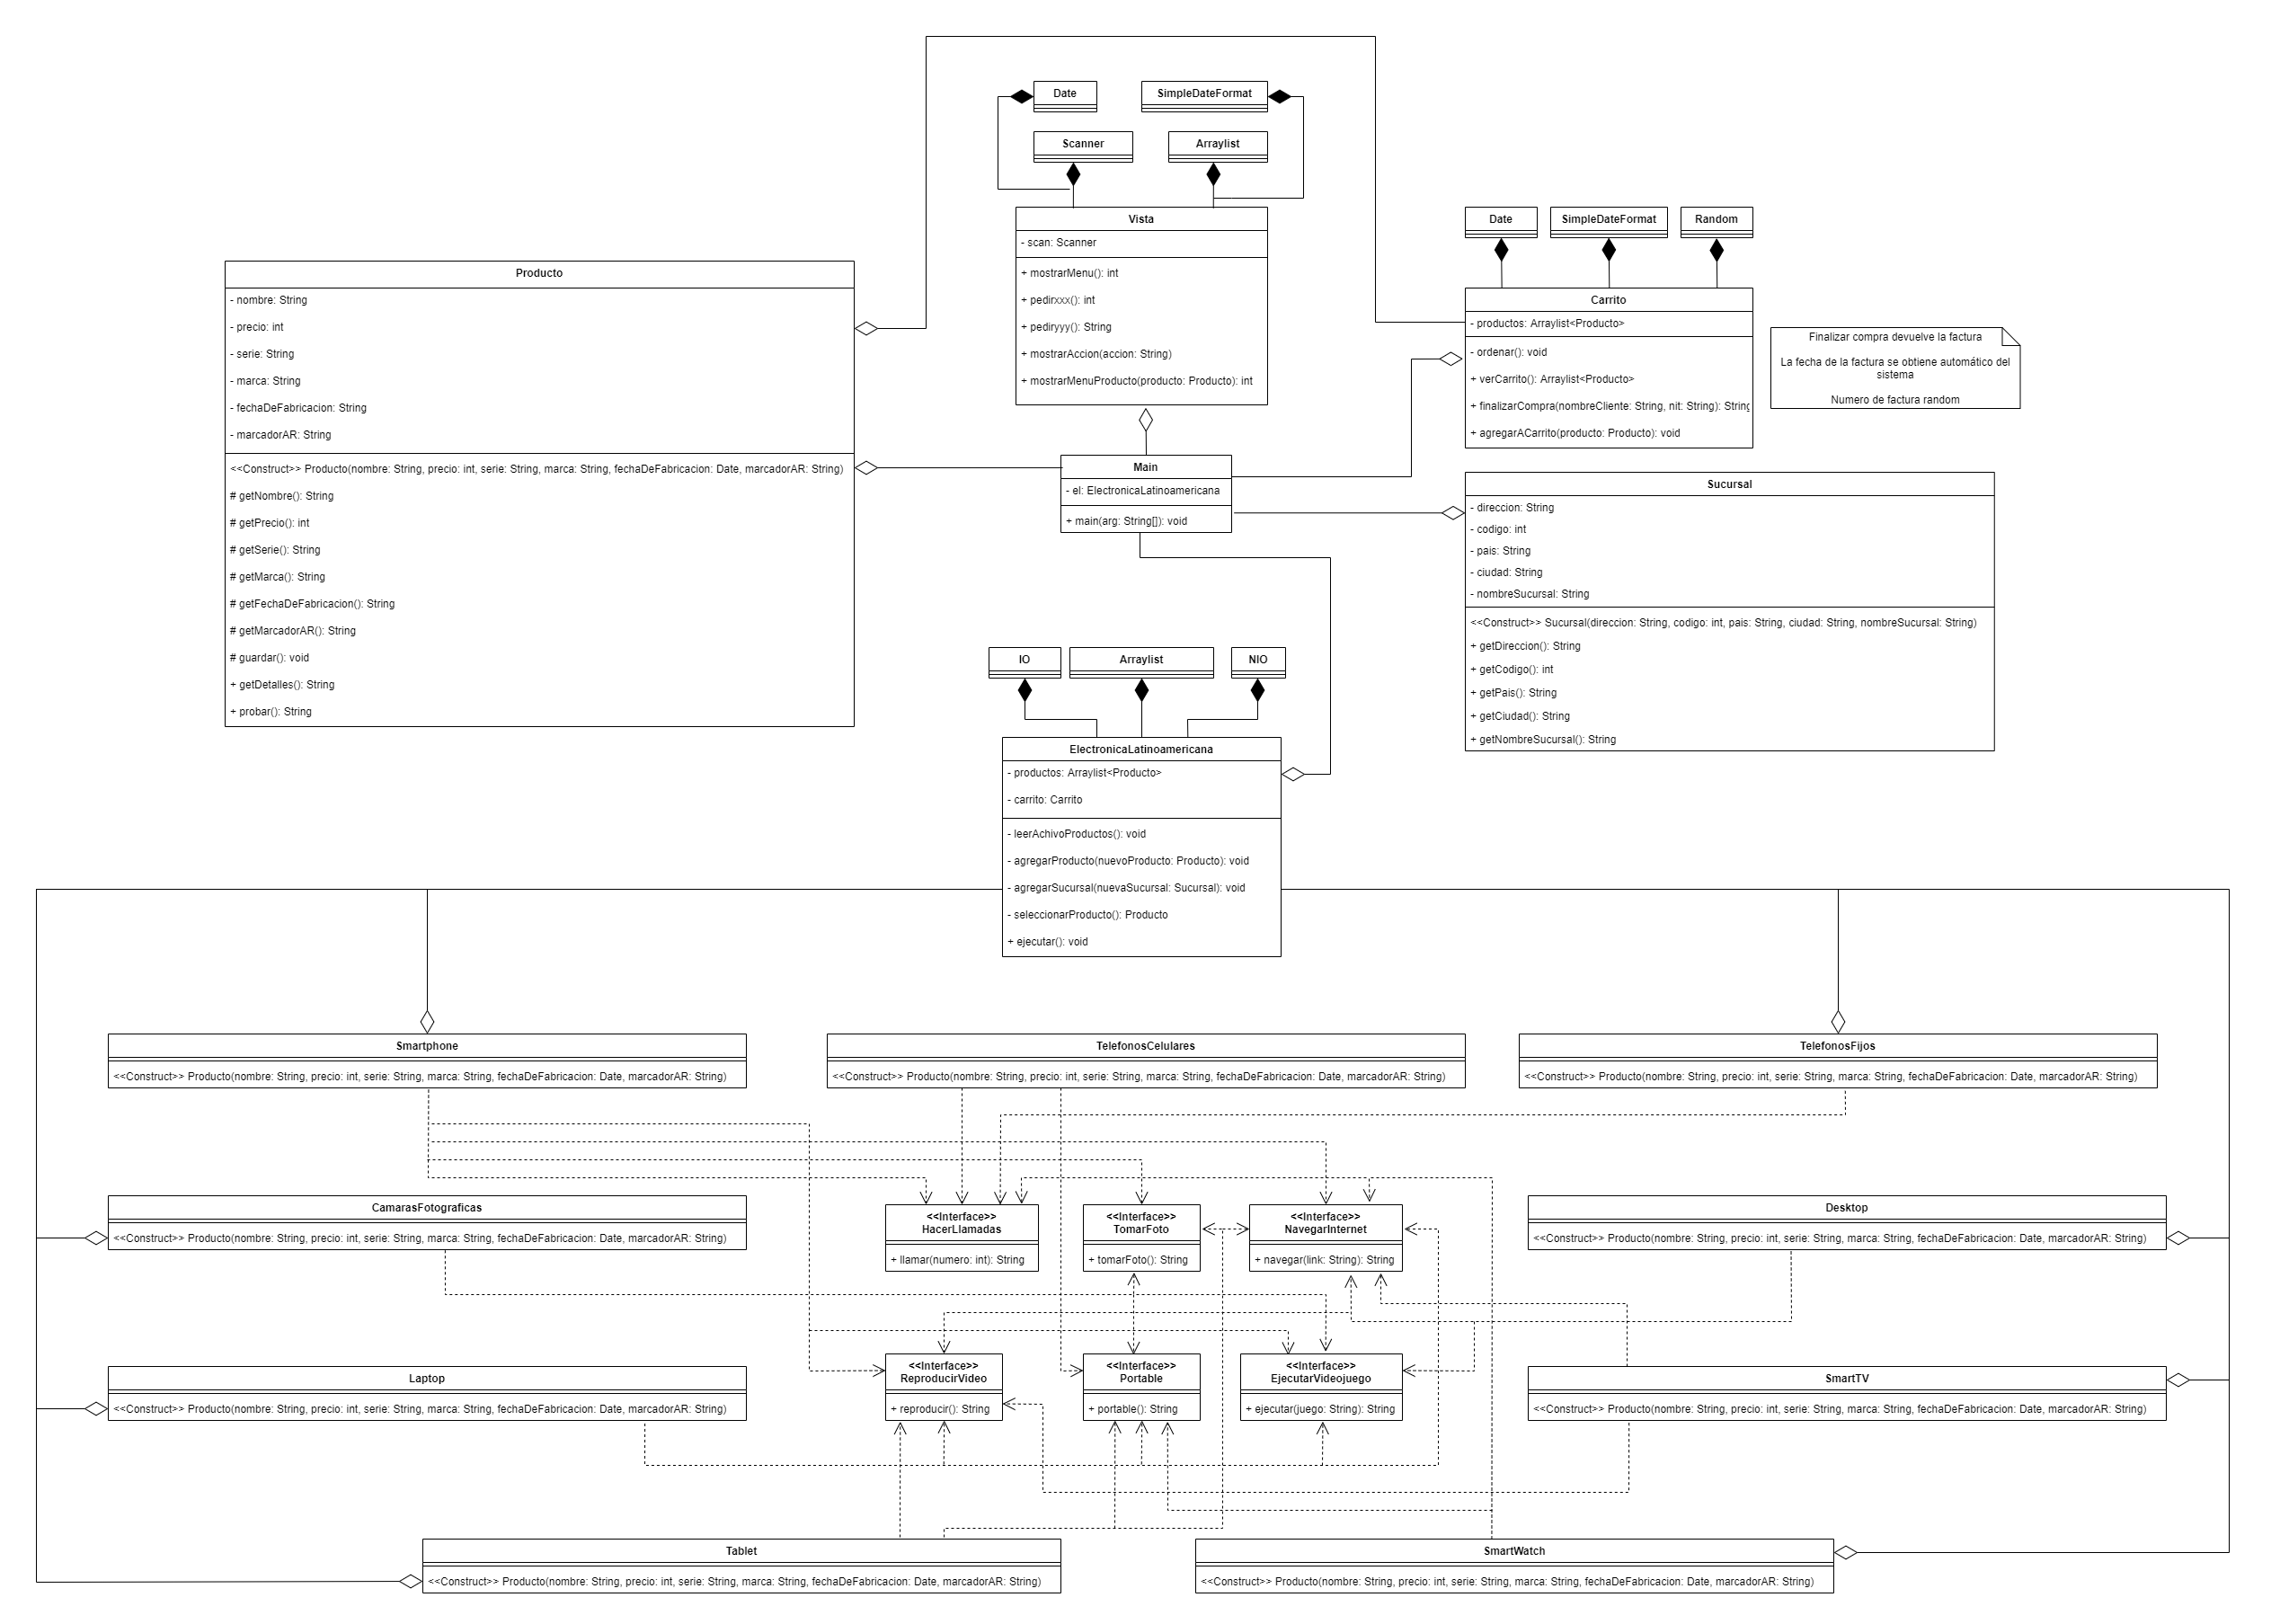 Date
SimpleDateFormat
Scanner
Arraylist
Vista
- scan: Scanner
+ mostrarMenu(): int
+ pedirxxx(): int
+ pediryyy(): String
+ mostrarAccion(accion: String)
+ mostrarMenuProducto(producto: Producto): int
Date
SimpleDateFormat
Random
Carrito
- productos: Arraylist<Producto>
- ordenar(): void
+ verCarrito(): Arraylist<Producto>
+ finalizarCompra(nombreCliente: String, nit: String): String
+ agregarACarrito(producto: Producto): void
Finalizar compra devuelve la factura
La fecha de la factura se obtiene automático del
sistema
Numero de factura random
Producto
- nombre: String
- precio: int
- serie: String
- marca: String
- fechaDeFabricacion: String
- marcadorAR: String
<<Construct>> Producto(nombre: String, precio: int, serie: String, marca: String, fechaDeFabricacion: Date, marcadorAR: String)
# getNombre(): String
# getPrecio(): int
# getSerie(): String
# getMarca(): String
# getFechaDeFabricacion(): String
# getMarcadorAR(): String
# guardar(): void
+ getDetalles(): String
+ probar(): String
Main
- el: ElectronicaLatinoamericana
+ main(arg: String[]): void
Sucursal
- direccion: String
- codigo: int
- pais: String
- ciudad: String
- nombreSucursal: String
<<Construct>> Sucursal(direccion: String, codigo: int, pais: String, ciudad: String, nombreSucursal: String)
+ getDireccion(): String
+ getCodigo(): int
+ getPais(): String
+ getCiudad(): String
+ getNombreSucursal(): String
IO
Arraylist
NIO
ElectronicaLatinoamericana
- productos: Arraylist<Producto>
- carrito: Carrito
- leerAchivoProductos(): void
- agregarProducto(nuevoProducto: Producto): void
- agregarSucursal(nuevaSucursal: Sucursal): void
- seleccionarProducto(): Producto
+ ejecutar(): void
Smartphone
<<Construct>> Producto(nombre: String, precio: int, serie: String, marca: String, fechaDeFabricacion: Date, marcadorAR: String)
TelefonosCelulares
<<Construct>> Producto(nombre: String, precio: int, serie: String, marca: String, fechaDeFabricacion: Date, marcadorAR: String)
TelefonosFijos
<<Construct>> Producto(nombre: String, precio: int, serie: String, marca: String, fechaDeFabricacion: Date, marcadorAR: String)
CamarasFotograficas
<<Construct>> Producto(nombre: String, precio: int, serie: String, marca: String, fechaDeFabricacion: Date, marcadorAR: String)
<<Interface>>
HacerLlamadas
+ llamar(numero: int): String
<<Interface>>
TomarFoto
+ tomarFoto(): String
<<Interface>>
NavegarInternet
+ navegar(link: String): String
Desktop
<<Construct>> Producto(nombre: String, precio: int, serie: String, marca: String, fechaDeFabricacion: Date, marcadorAR: String)
Laptop
<<Construct>> Producto(nombre: String, precio: int, serie: String, marca: String, fechaDeFabricacion: Date, marcadorAR: String)
<<Interface>>
ReproducirVideo
+ reproducir(): String
<<Interface>>
Portable
+ portable(): String
<<Interface>>
EjecutarVideojuego
+ ejecutar(juego: String): String
SmartTV
<<Construct>> Producto(nombre: String, precio: int, serie: String, marca: String, fechaDeFabricacion: Date, marcadorAR: String)
Tablet
<<Construct>> Producto(nombre: String, precio: int, serie: String, marca: String, fechaDeFabricacion: Date, marcadorAR: String)
SmartWatch
<<Construct>> Producto(nombre: String, precio: int, serie: String, marca: String, fechaDeFabricacion: Date, marcadorAR: String)